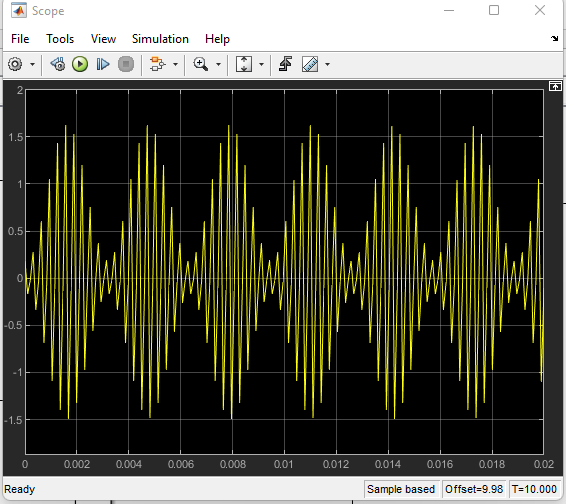 Scope
File Tools View Simulation Help
2
1.5
1
0.5
0
-0.5
-1
-1.5
0 0.002 0.004 0.006 0.008 0.01 0.012 0.014 0.016 0.018 0.02
Ready Sample based Offset=9.98 T=10.000